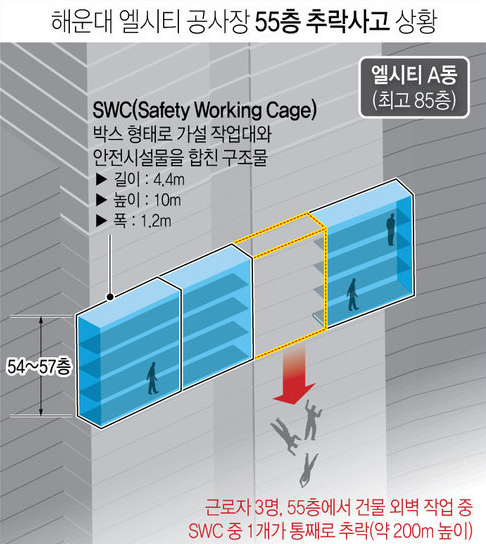 해운대 엘시티 공사장 55층 추락사고 상황
엘시티 A동
(최고 85층)
SWC(Safety Working Cage)
박스 형태로 가설 작업대와
안전시설물을 합친 구조물
▶ 길이 : 4.4m
▶ 높이 : 10m
▶ 폭 : 1.2m
54~57층
근로자 3명, 55층에서 건물 외벽 작업 중
SWC 중 1개가 통째로 추락(약 200m 높이)